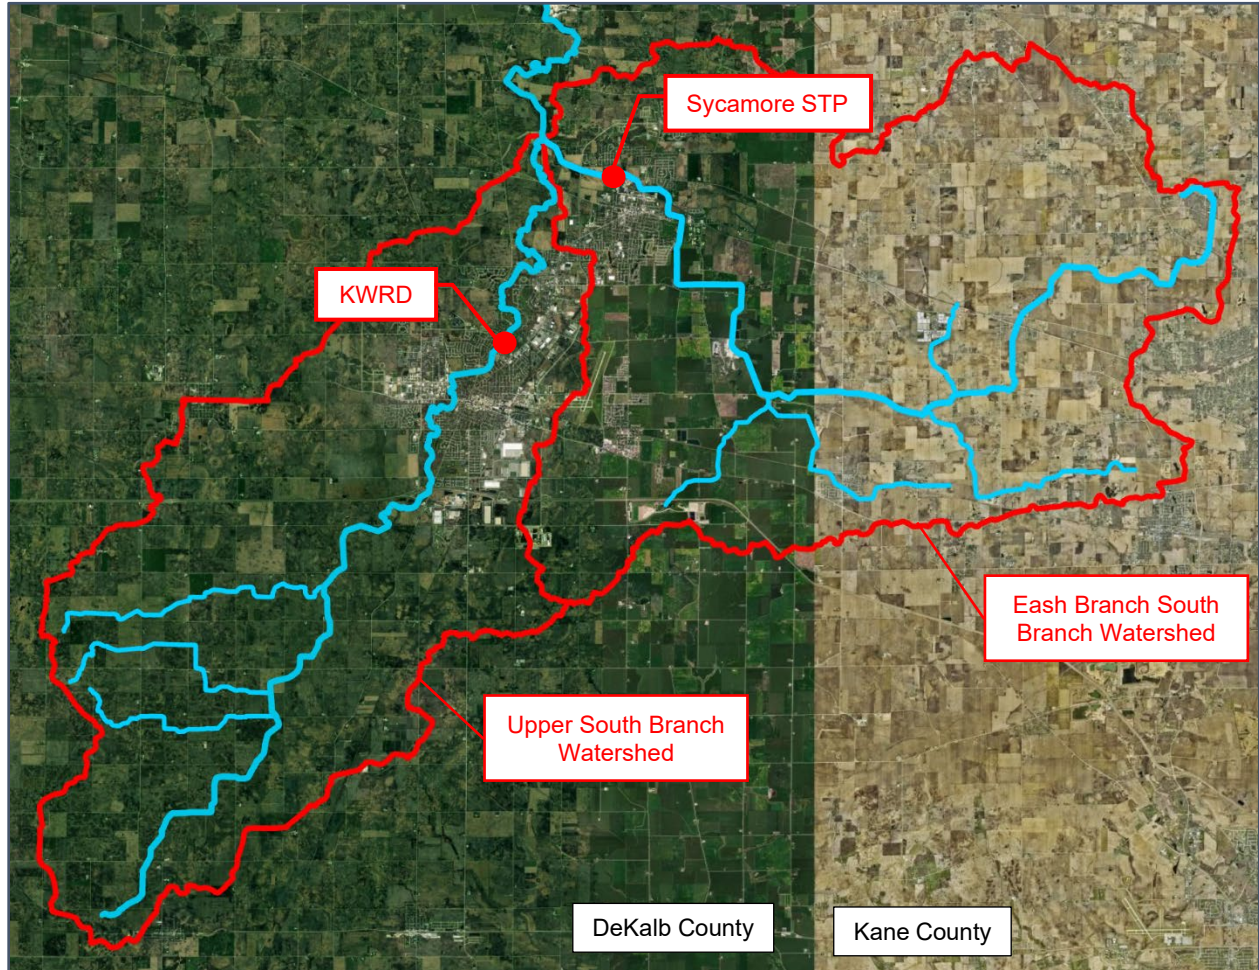 Sycamore STP
KWRD
Eash Branch South
Branch Watershed
Upper South Branch
Watershed
DeKalb County
Kane County